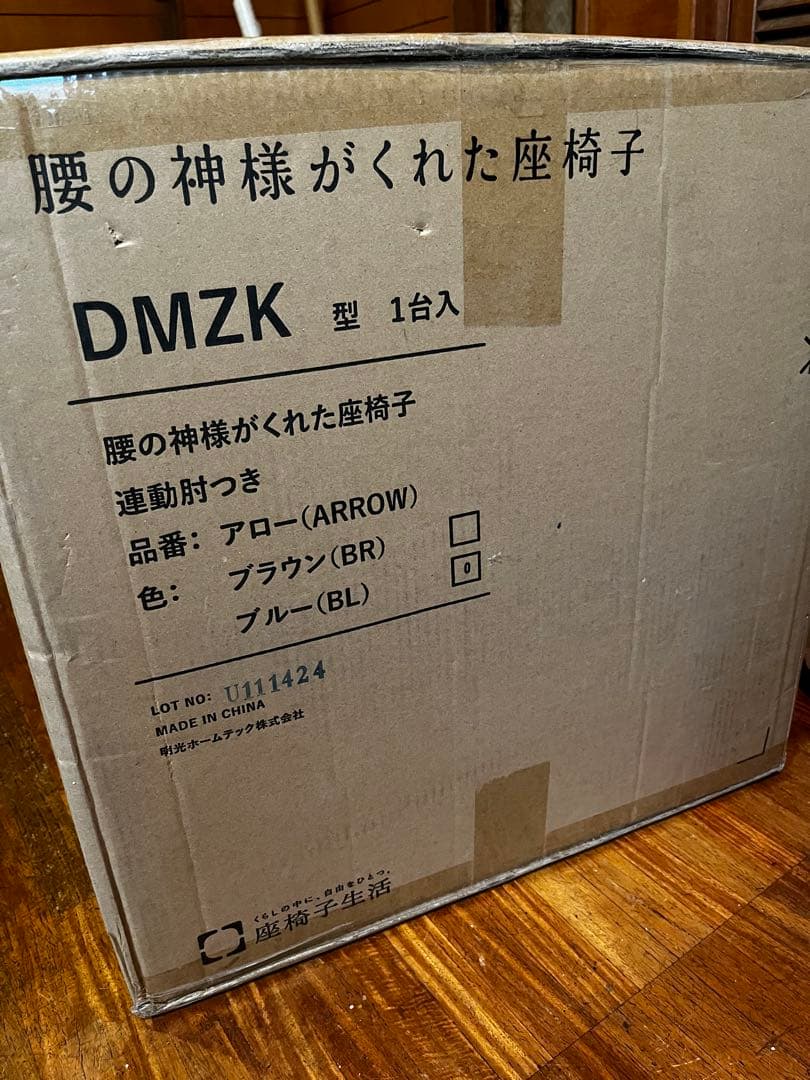 腰の神様がくれた座椅子
DMZK 型 1台入
腰の神様がくれた座椅子
連動肘つき
品番: アロー(ARROW)
色: ブラウン(BR)
ブルー(BL) 0
LOT NO: U111424
MADE IN CHINA
明光ホームテック株式会社
くらしの中に、自由をひとつ。
座椅子生活